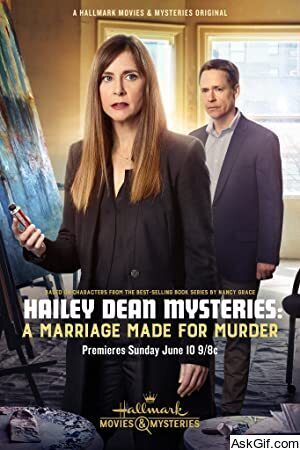 A HALLMARK MOVIES & MYSTERIES ORIGINAL
BASED ON CHARACTERS FROM THE BEST-SELLING BOOK SERIES BY NANCY GRACE
HAILEY DEAN MYSTERIES:
A MARRIAGE MADE FOR MURDER
Premieres Sunday June 10 9/8c
Hallmark
MOVIES & MYSTERIES
AskGif.com